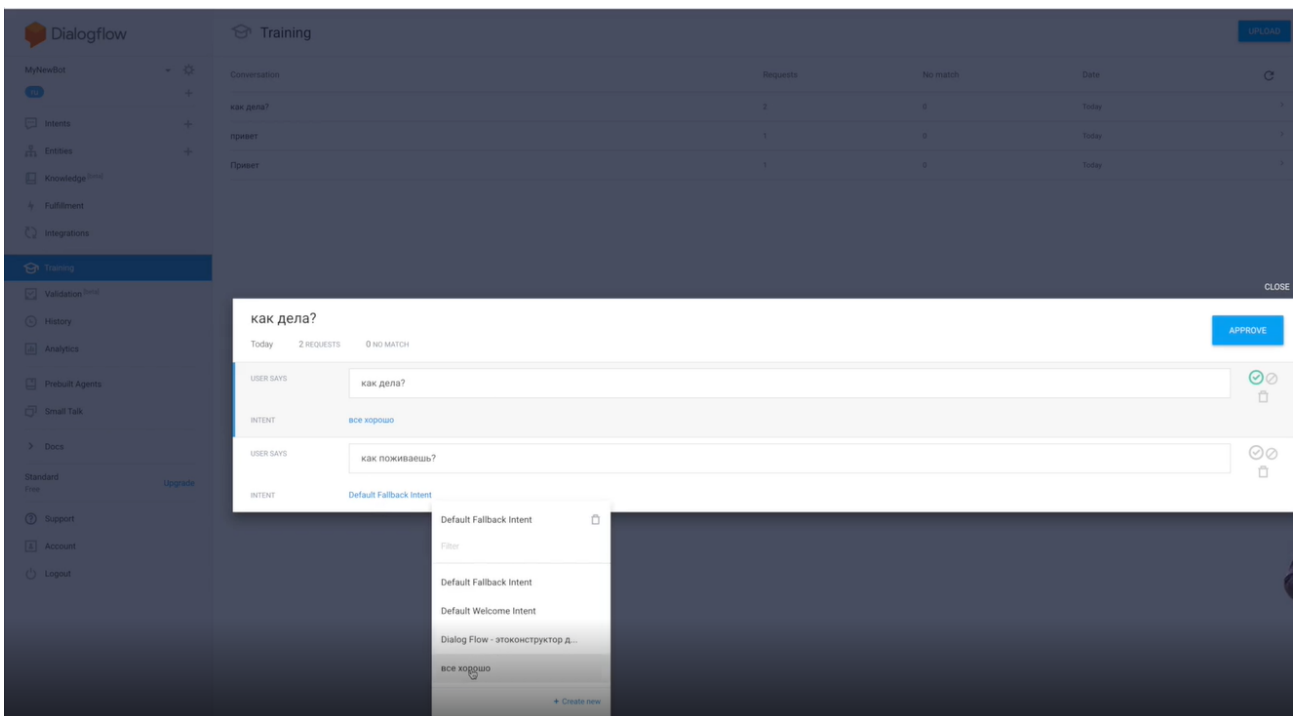 Dialogflow
Training
UPLOAD
MyNewBot
Conversation
Requests
No match
Date
ru
как дела?
2
0
Today
Intents
привет
1
0
Today
Entities
Привет
1
0
Today
Knowledge [beta]
Fulfillment
Integrations
Training
CLOSE
Validation [beta]
как дела?
APPROVE
History
Today
2 REQUESTS
0 NO MATCH
Analytics
USER SAYS
как дела?
Prebuilt Agents
Small Talk
INTENT
все хорошо
Docs
USER SAYS
как поживаешь?
Standard
Free
Upgrade
INTENT
Default Fallback Intent
Support
Default Fallback Intent
Account
Filter
Logout
Default Fallback Intent
Default Welcome Intent
Dialog Flow - этоконструктор д...
все хорошо
+ Create new